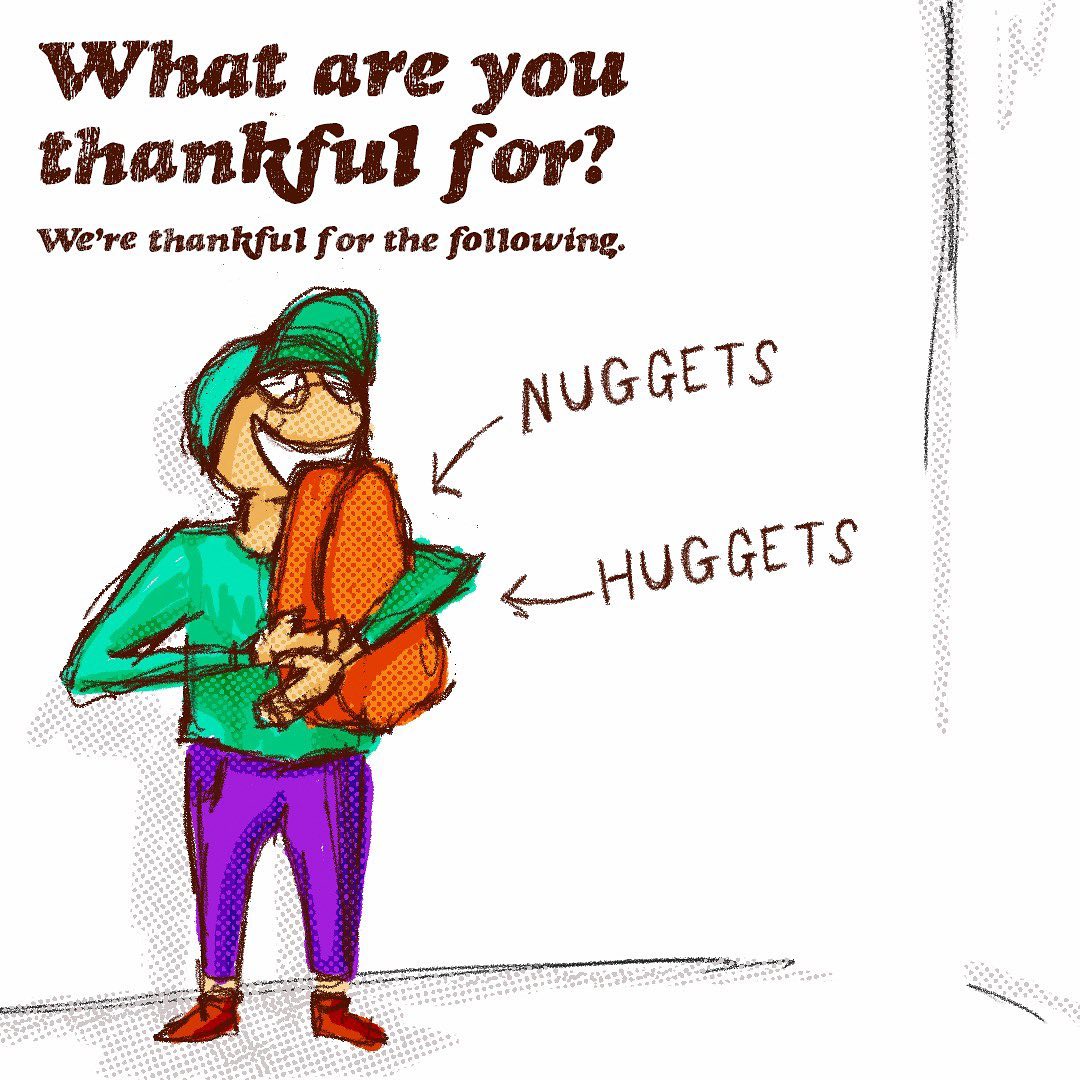 What are you
thankful for?
We're thankful for the following.
NUGGETS
HUGGETS